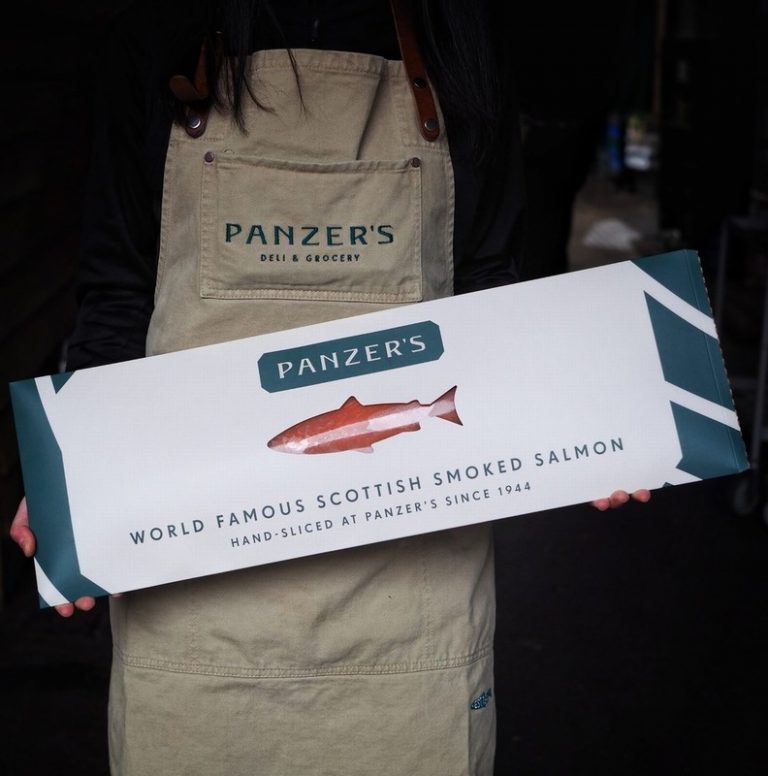 PANZER'S
DELI & GROCERY
PANZER'S
WORLD FAMOUS SCOTTISH SMOKED SALMON
HAND-SLICED AT PANZER'S SINCE 1944